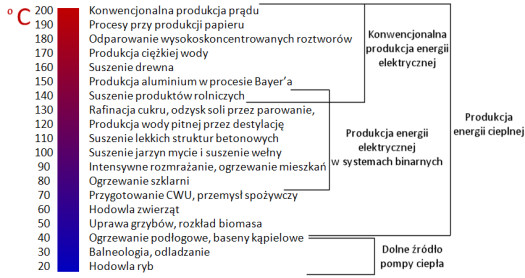 ° C
200 Konwencjonalna produkcja prądu
190 Procesy przy produkcji papieru
180 Odparowanie wysokoskoncentrowanych roztworów
170 Produkcja ciężkiej wody
160 Suszenie drewna
150 Produkcja aluminium w procesie Bayer'a
140 Suszenie produktów rolniczych
130 Rafinacja cukru, odzysk soli przez parowanie,
120 Produkcja wody pitnej przez destylację
110 Suszenie lekkich struktur betonowych
100 Suszenie jarzyn mycie i suszenie wełny
90 Intensywne rozmrażanie, ogrzewanie mieszkań
80 Ogrzewanie szklarni
70 Przygotowanie CWU, przemysł spożywczy
60 Hodowla zwierząt
50 Uprawa grzybów, rozkład biomasa
40 Ogrzewanie podłogowe, baseny kąpielowe
30 Balneologia, odladzanie
20 Hodowla ryb
Konwencjonalna
produkcja energii
elektrycznej
Produkcja energii
elektrycznej
w systemach binarnych
Produkcja
energii cieplnej
Dolne źródło
pompy ciepła